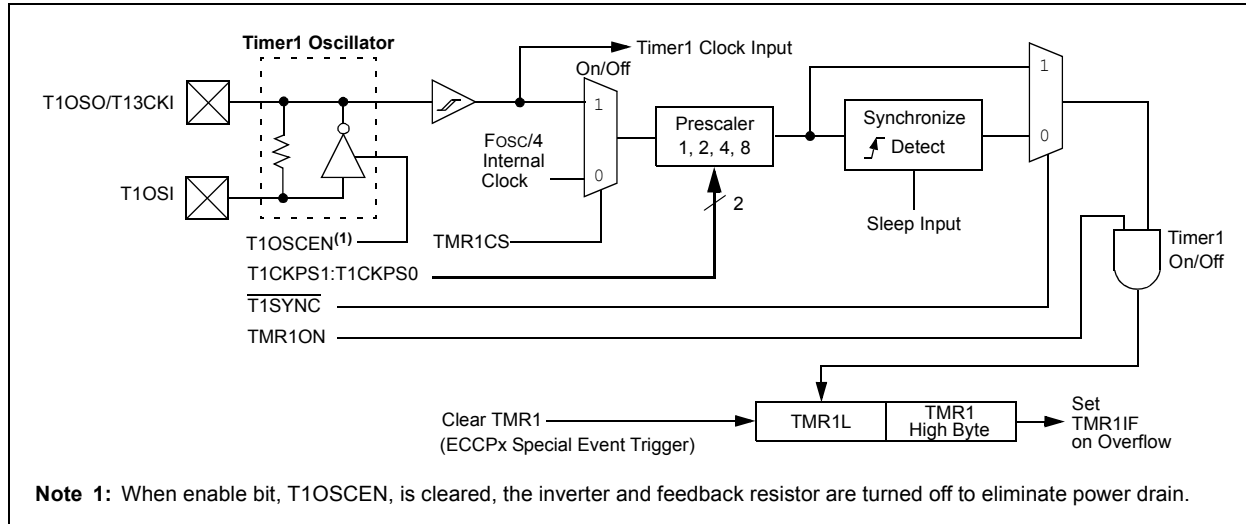 Timer1 Oscillator
Timer1 Clock Input
On/Off
1
T1OSO/T13CKI
1
Prescaler
1, 2, 4, 8
Synchronize
Detect
0
FOSC/4
Internal
Clock
0
T1OSI
2
Sleep Input
Timer1
On/Off
T1OSCEN(1)
TMR1CS
T1CKPS1:T1CKPS0
T1SYNC
TMR1ON
Clear TMR1
(ECCPx Special Event Trigger)
TMR1L
TMR1
High Byte
Set
TMR1IF
on Overflow
Note 1: When enable bit, T1OSCEN, is cleared, the inverter and feedback resistor are turned off to eliminate power drain.